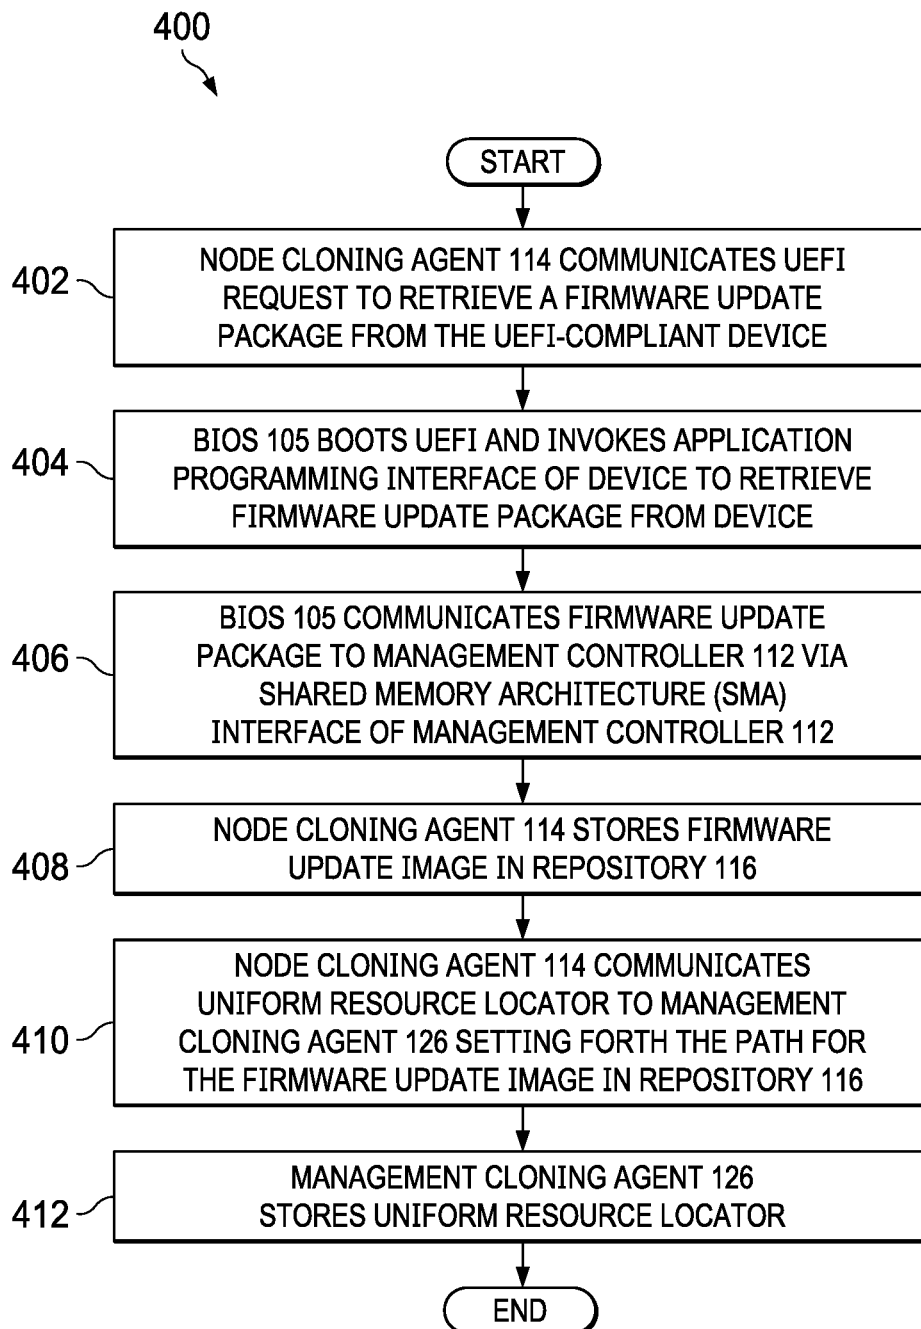 400
START
402
NODE CLONING AGENT 114 COMMUNICATES UEFI
REQUEST TO RETRIEVE A FIRMWARE UPDATE
PACKAGE FROM THE UEFI-COMPLIANT DEVICE
404
BIOS 105 BOOTS UEFI AND INVOKES APPLICATION
PROGRAMMING INTERFACE OF DEVICE TO RETRIEVE
FIRMWARE UPDATE PACKAGE FROM DEVICE
406
BIOS 105 COMMUNICATES FIRMWARE UPDATE
PACKAGE TO MANAGEMENT CONTROLLER 112 VIA
SHARED MEMORY ARCHITECTURE (SMA)
INTERFACE OF MANAGEMENT CONTROLLER 112
408
NODE CLONING AGENT 114 STORES FIRMWARE
UPDATE IMAGE IN REPOSITORY 116
410
NODE CLONING AGENT 114 COMMUNICATES
UNIFORM RESOURCE LOCATOR TO MANAGEMENT
CLONING AGENT 126 SETTING FORTH THE PATH FOR
THE FIRMWARE UPDATE IMAGE IN REPOSITORY 116
412
MANAGEMENT CLONING AGENT 126
STORES UNIFORM RESOURCE LOCATOR
END